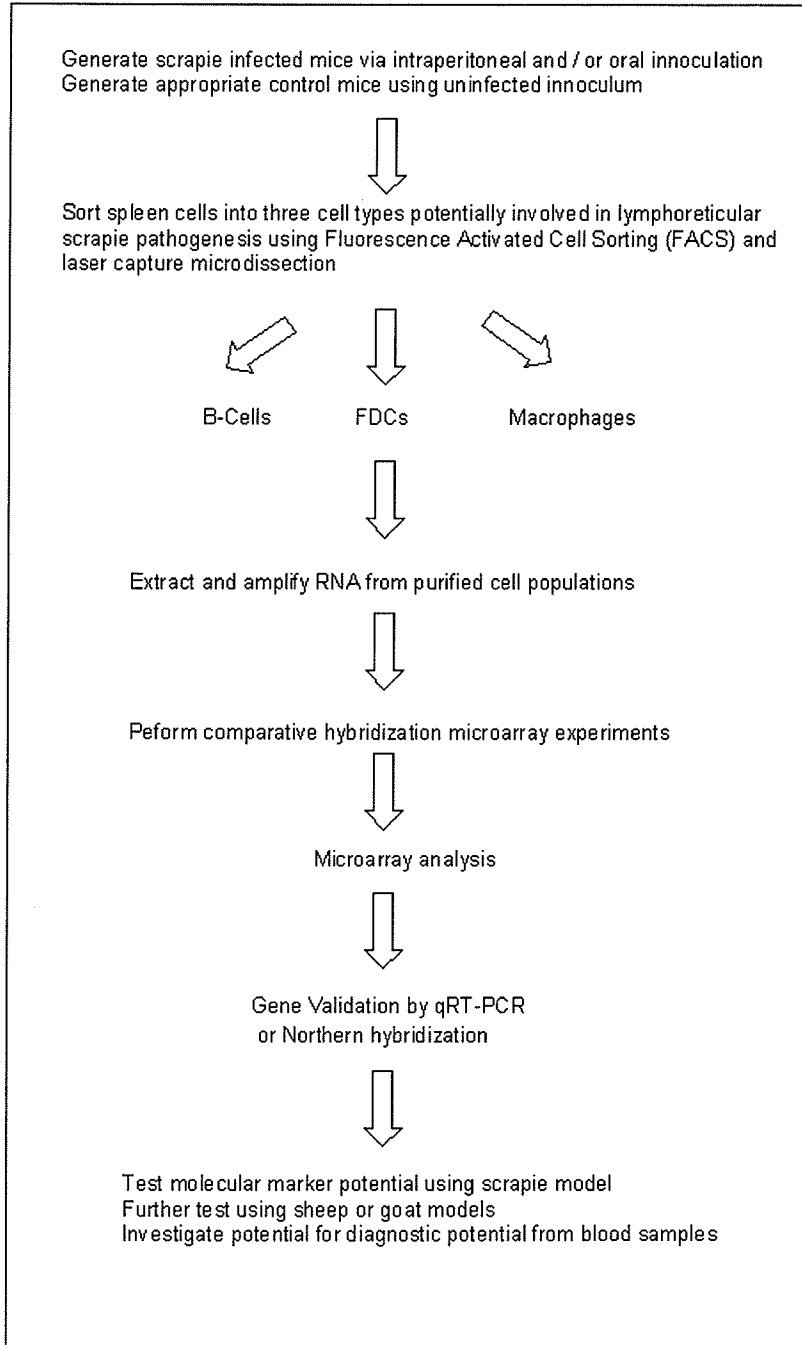 Generate scrapie infected mice via intraperitoneal and / or oral innoculation
Generate appropriate control mice using uninfected innoculum
Sort spleen cells into three cell types potentially involved in lymphoreticular
scrapie pathogenesis using Fluorescence Activated Cell Sorting (FACS) and
laser capture microdissection
B-Cells FDCs Macrophages
Extract and amplify RNA from purified cell populations
Peform comparative hybridization microarray experiments
Microarray analysis
Gene Validation by qRT-PCR
or Northern hybridization
Test molecular marker potential using scrapie model
Further test using sheep or goat models
Investigate potential for diagnostic potential from blood samples